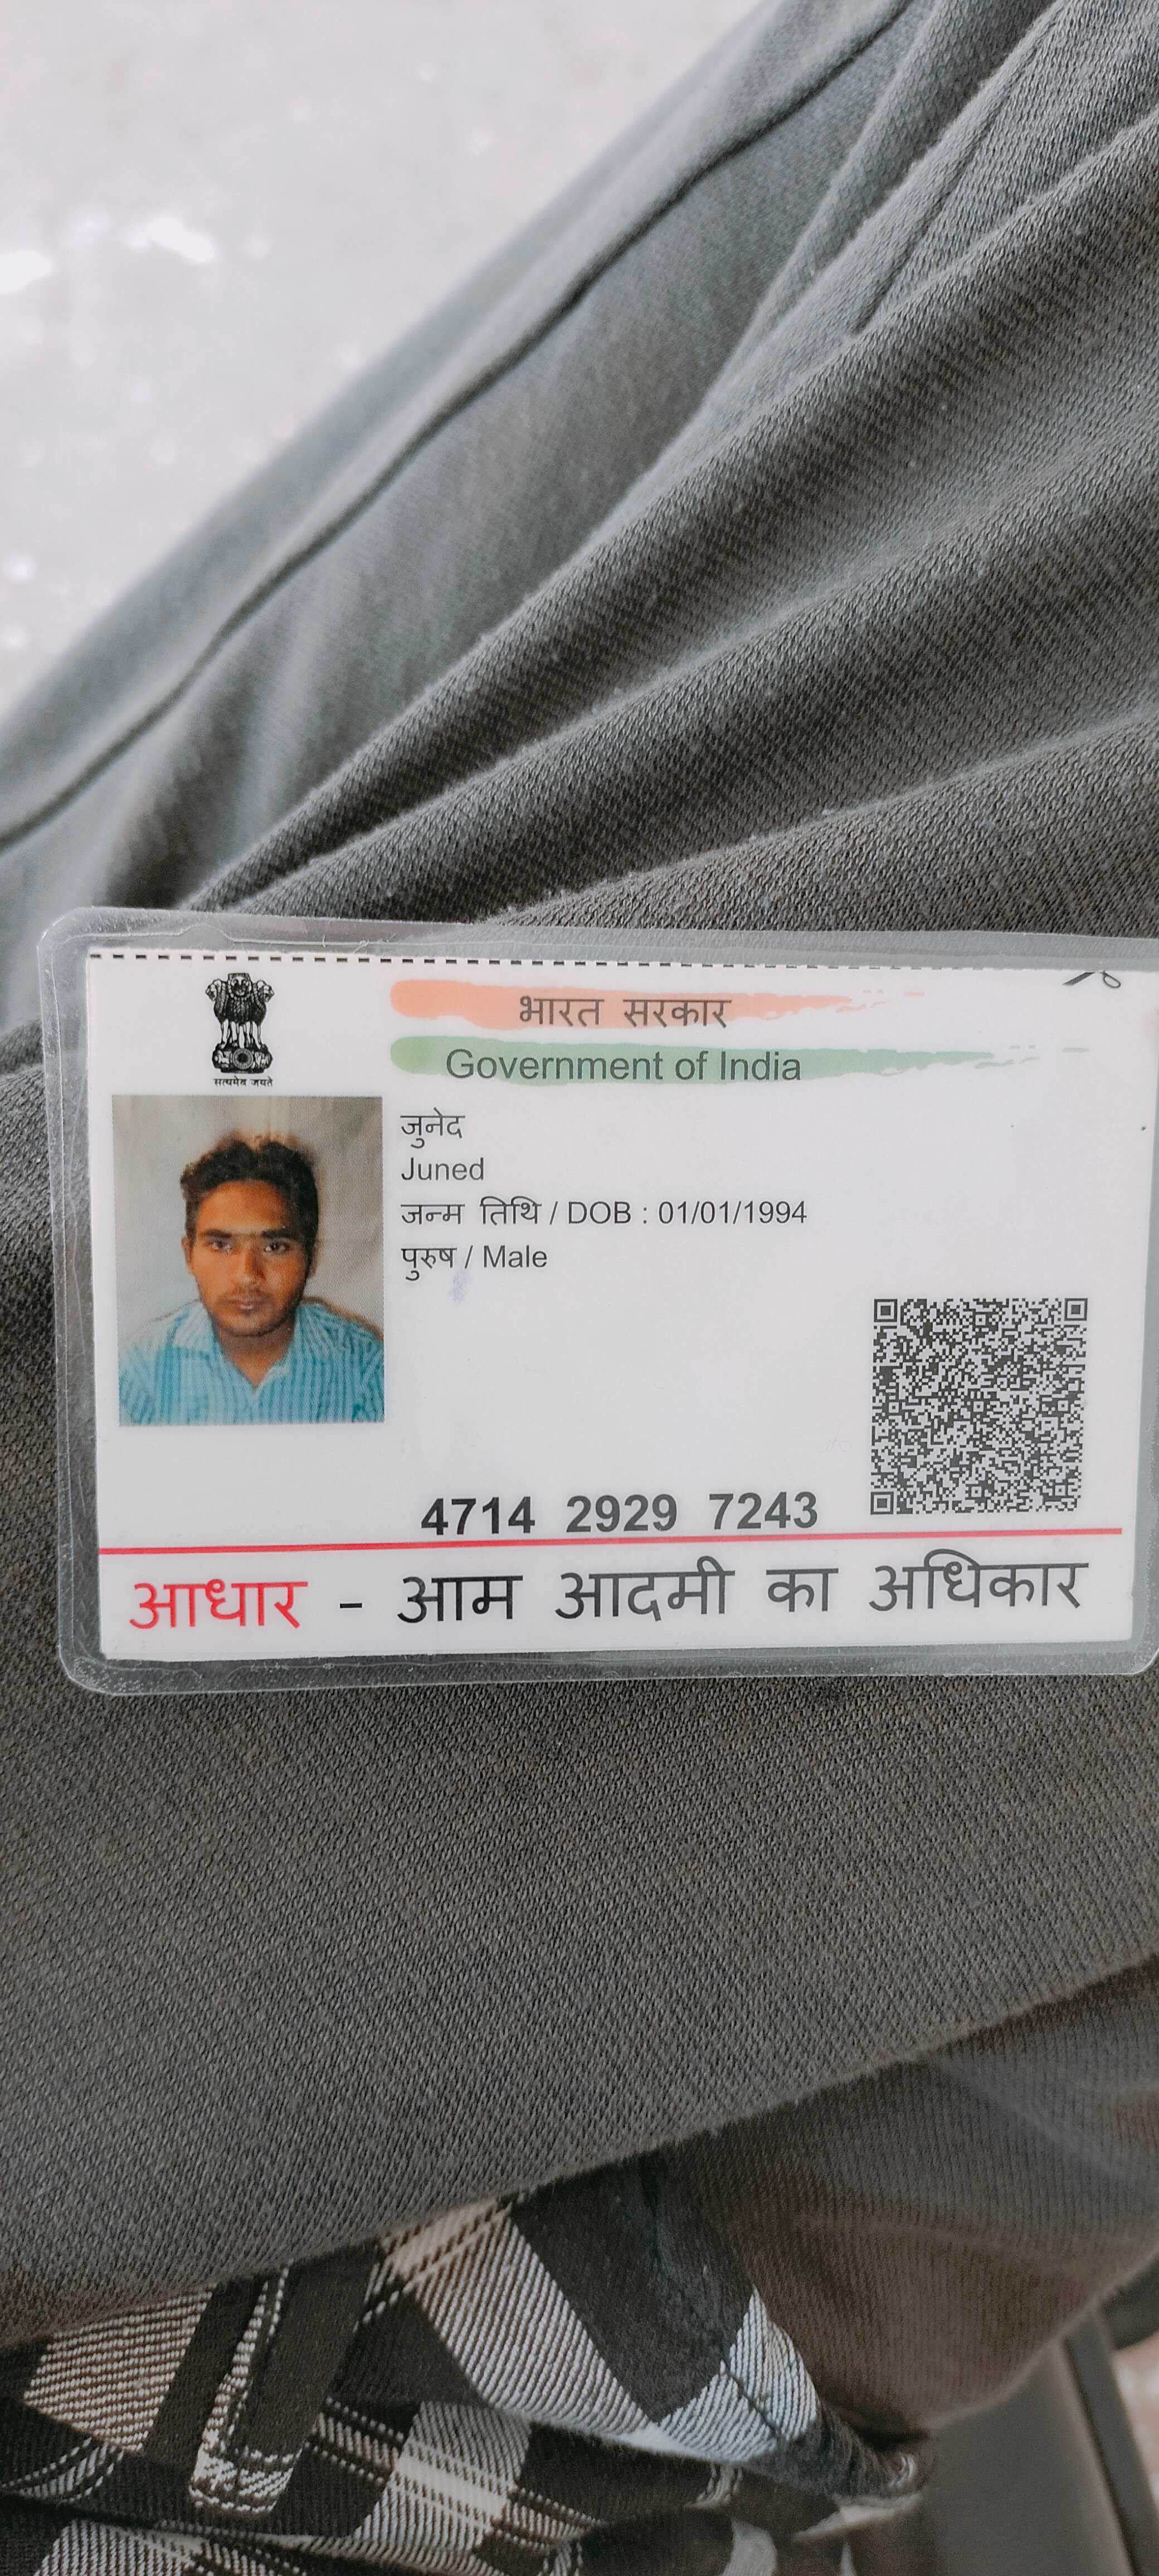 भारत सरकार
Government of India
सत्यमेव जयते
जुनेद
Juned
जन्म तिथि / DOB : 01/01/1994
पुरुष / Male
4714 2929 7243
आधार - आम आदमी का अधिकार